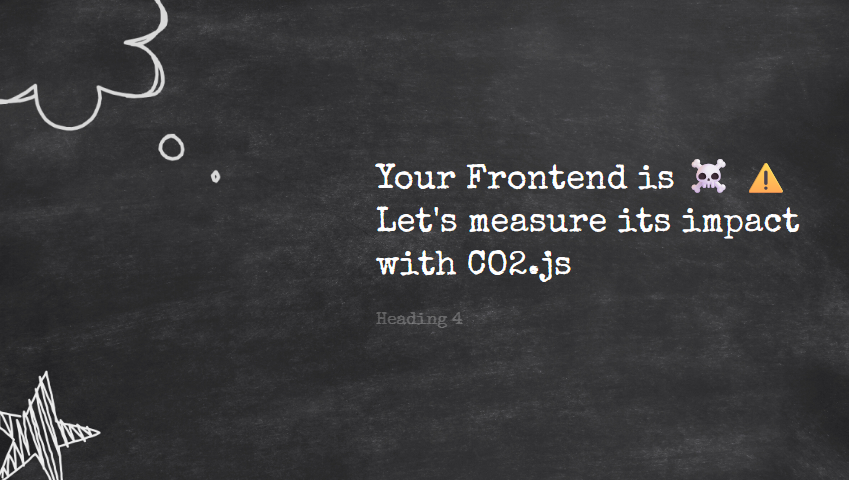 Your Frontend is ☠️ ⚠️
Let's measure its impact
with CO2.js
Heading 4